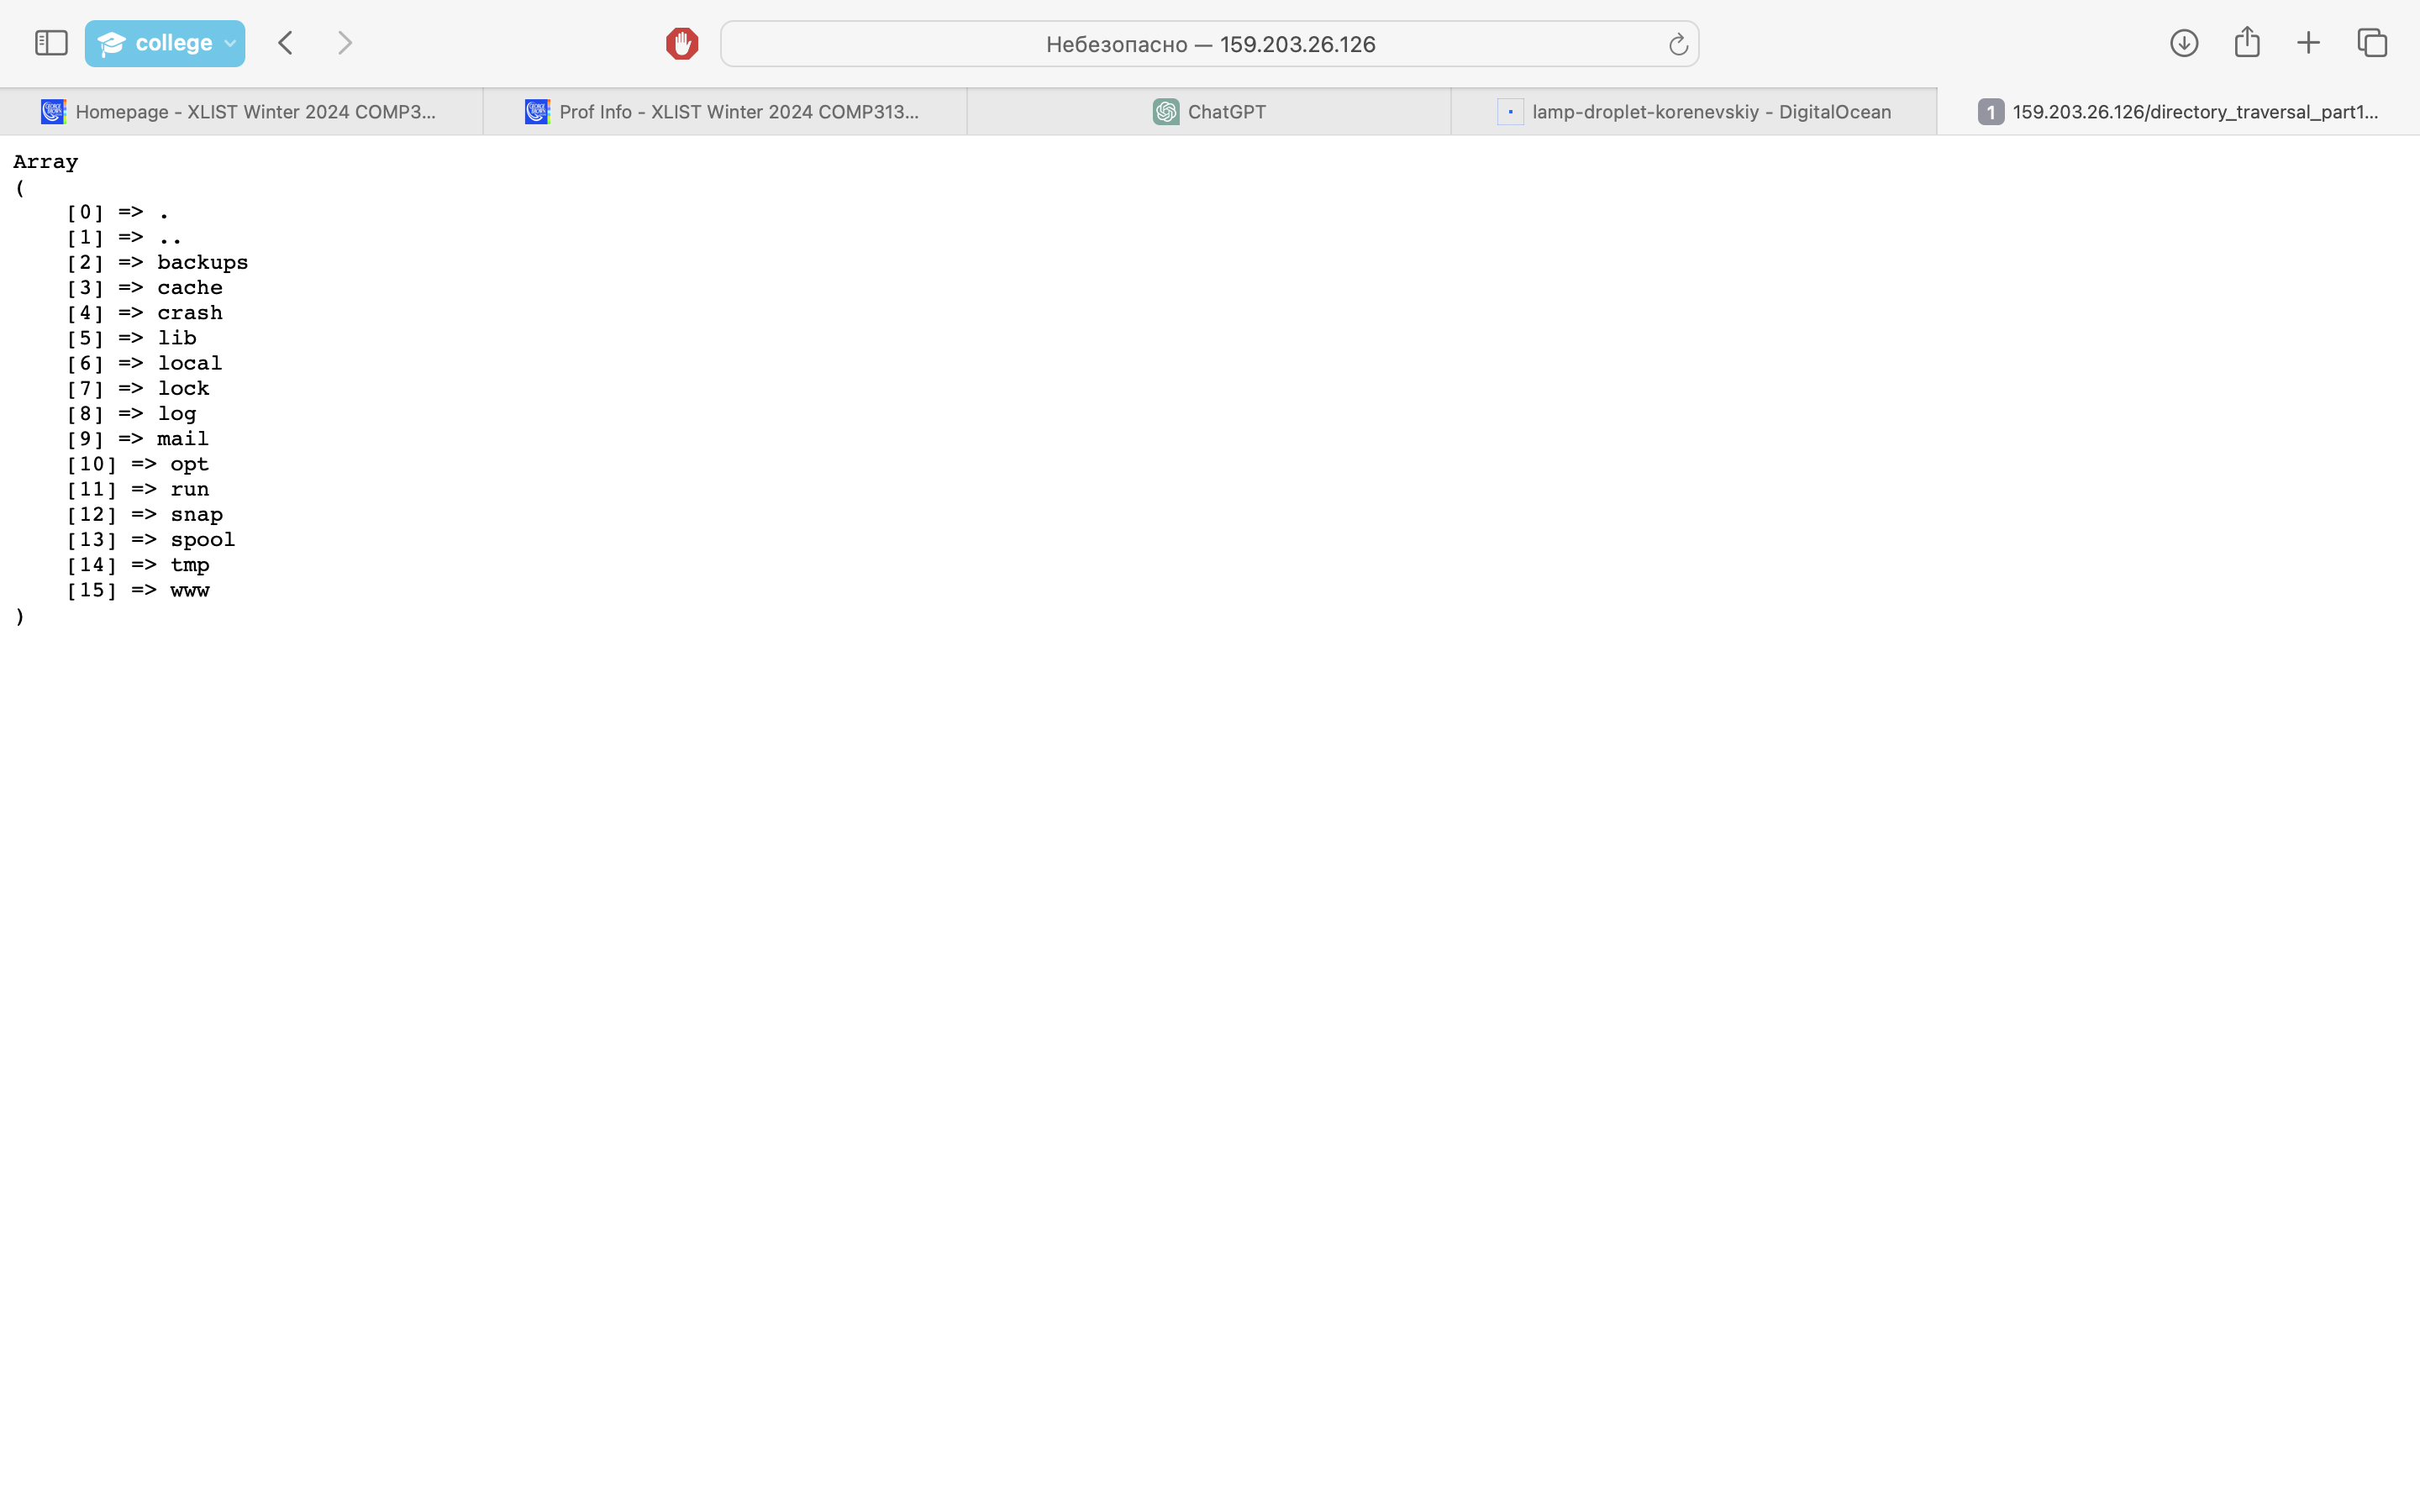 college
Небезопасно — 159.203.26.126
Homepage - XLIST Winter 2024 COMP3...
Prof Info - XLIST Winter 2024 COMP313...
ChatGPT
lamp-droplet-korenevskiy - DigitalOcean
1 159.203.26.126/directory_traversal_part1...
Array
(
    [0] => .
    [1] => ..
    [2] => backups
    [3] => cache
    [4] => crash
    [5] => lib
    [6] => local
    [7] => lock
    [8] => log
    [9] => mail
    [10] => opt
    [11] => run
    [12] => snap
    [13] => spool
    [14] => tmp
    [15] => www
)